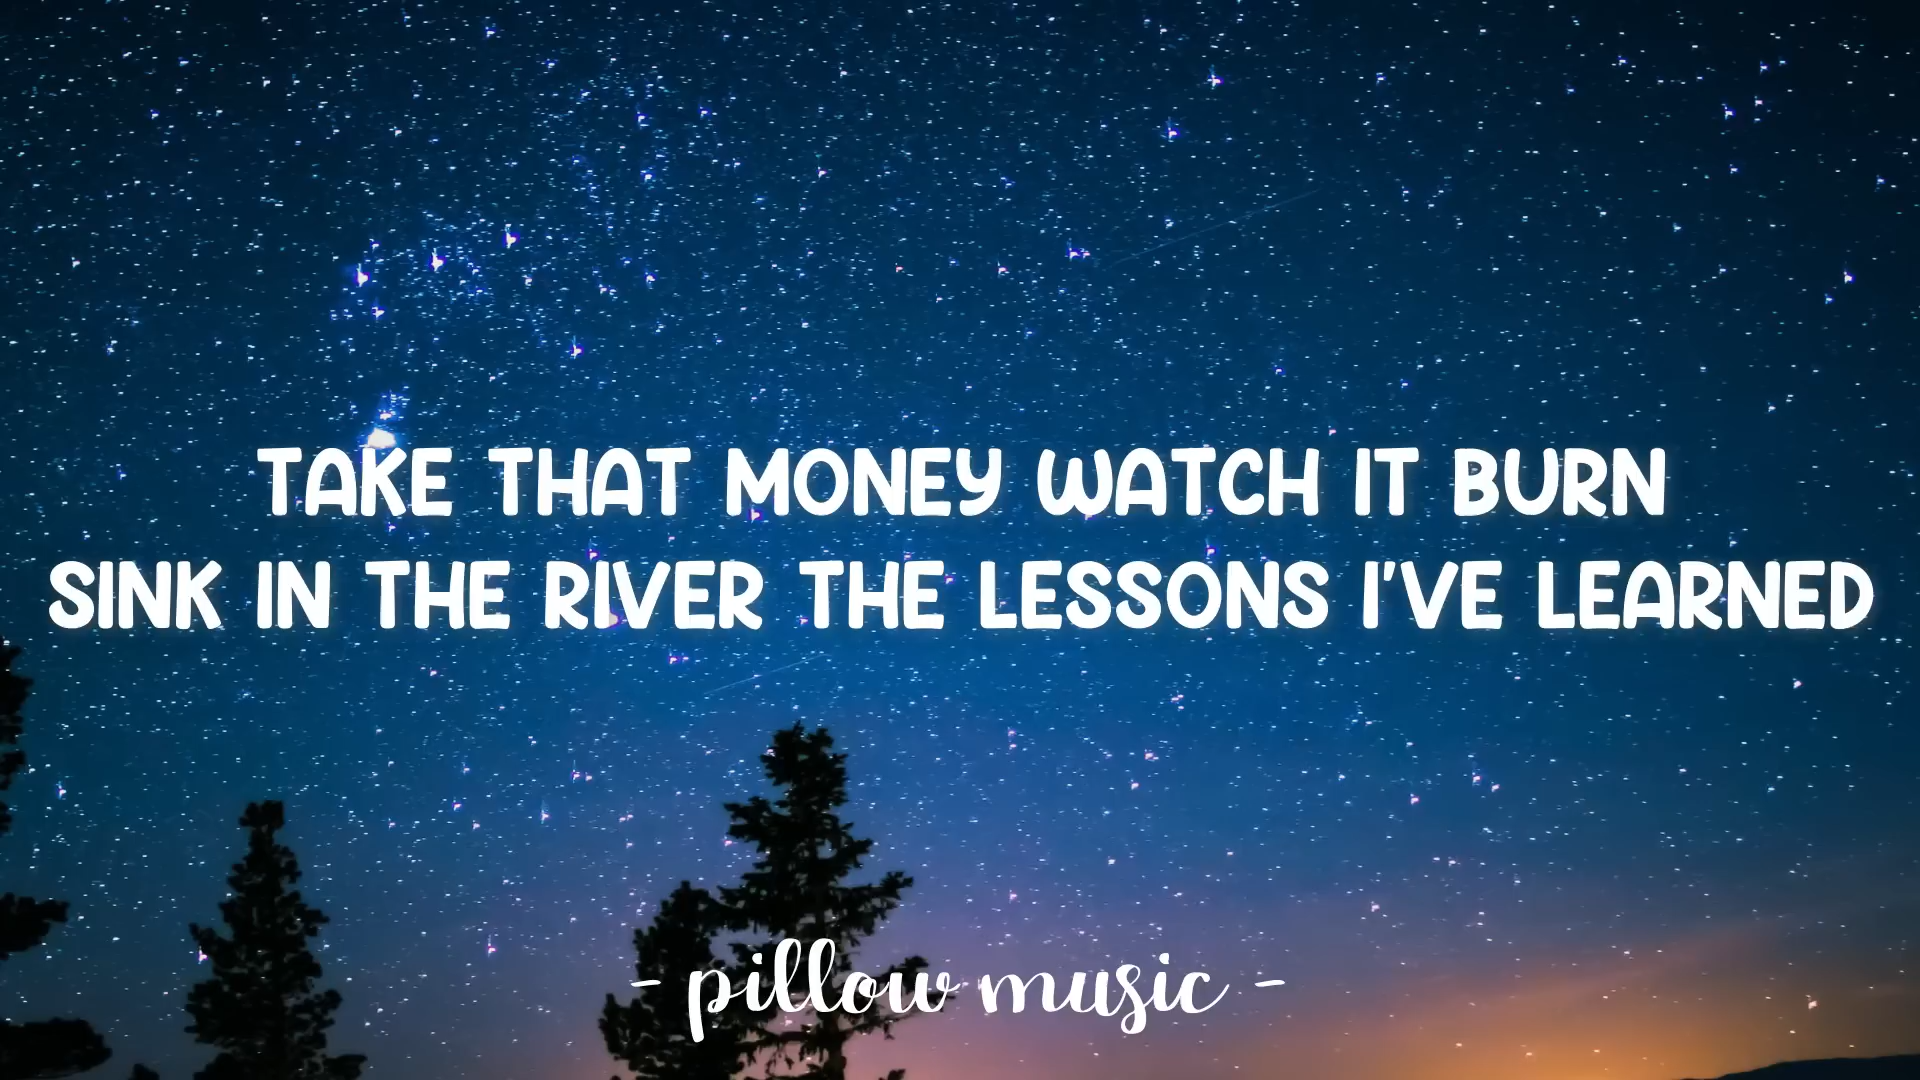 TAKE THAT MONEY WATCH IT BURN
SINK IN THE RIVER THE LESSONS I'VE LEARNED
- pillow music -